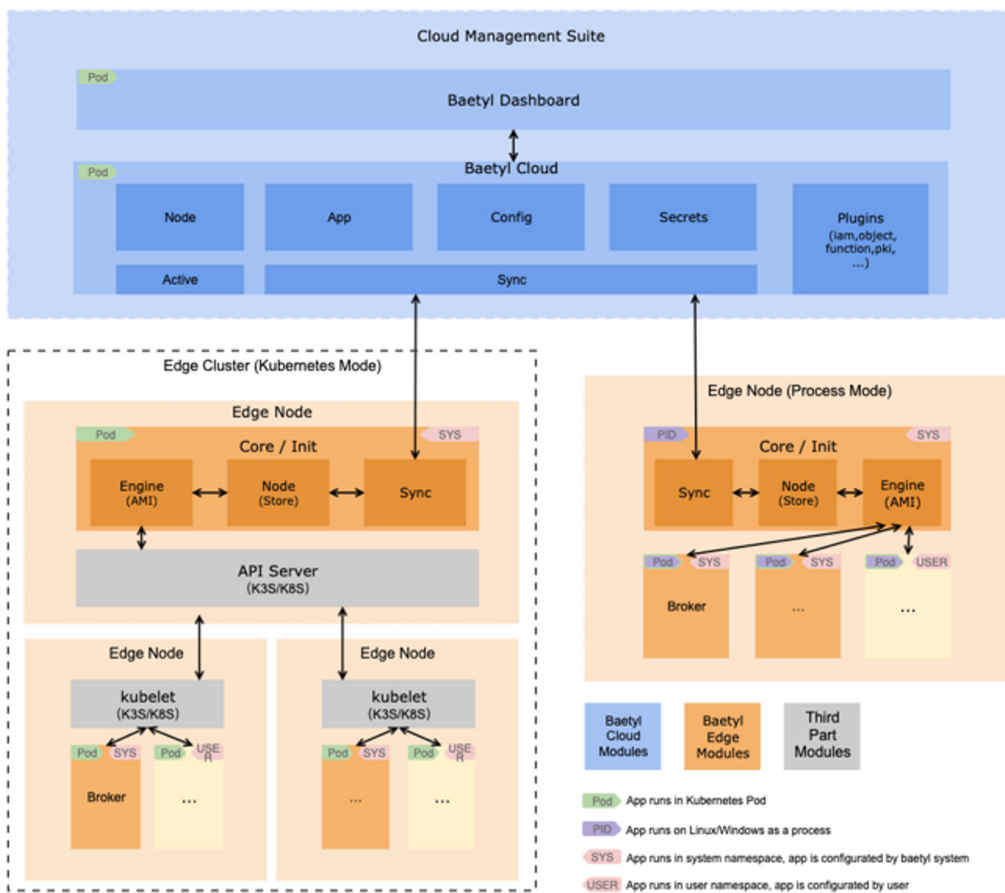 Cloud Management Suite
Pod
Baetyl Dashboard
Pod
Baetyl Cloud
Node
App
Config
Secrets
Plugins
(iam,object,
function,pki,
...)
Active
Sync
Edge Cluster (Kubernetes Mode)
Edge Node
Pod
SYS
Core / Init
Engine
(AMI)
Node
(Store)
Sync
API Server
(K3S/K8S)
Edge Node
kubelet
(K3S/K8S)
Pod
SYS
Pod
USE
R
Broker
...
Edge Node
kubelet
(K3S/K8S)
Pod
SYS
Pod
USE
R
...
...
Edge Node (Process Mode)
PID
SYS
Core / Init
Sync
Node
(Store)
Engine
(AMI)
Pod
SYS
Pod
SYS
Pod
USER
Broker
...
...
Baetyl
Cloud
Modules
Baetyl
Edge
Modules
Third
Part
Modules
Pod
App runs in Kubernetes Pod
PID
App runs on Linux/Windows as a process
SYS
App runs in system namespace, app is configurated by baetyl system
USER
App runs in user namespace, app is configurated by user